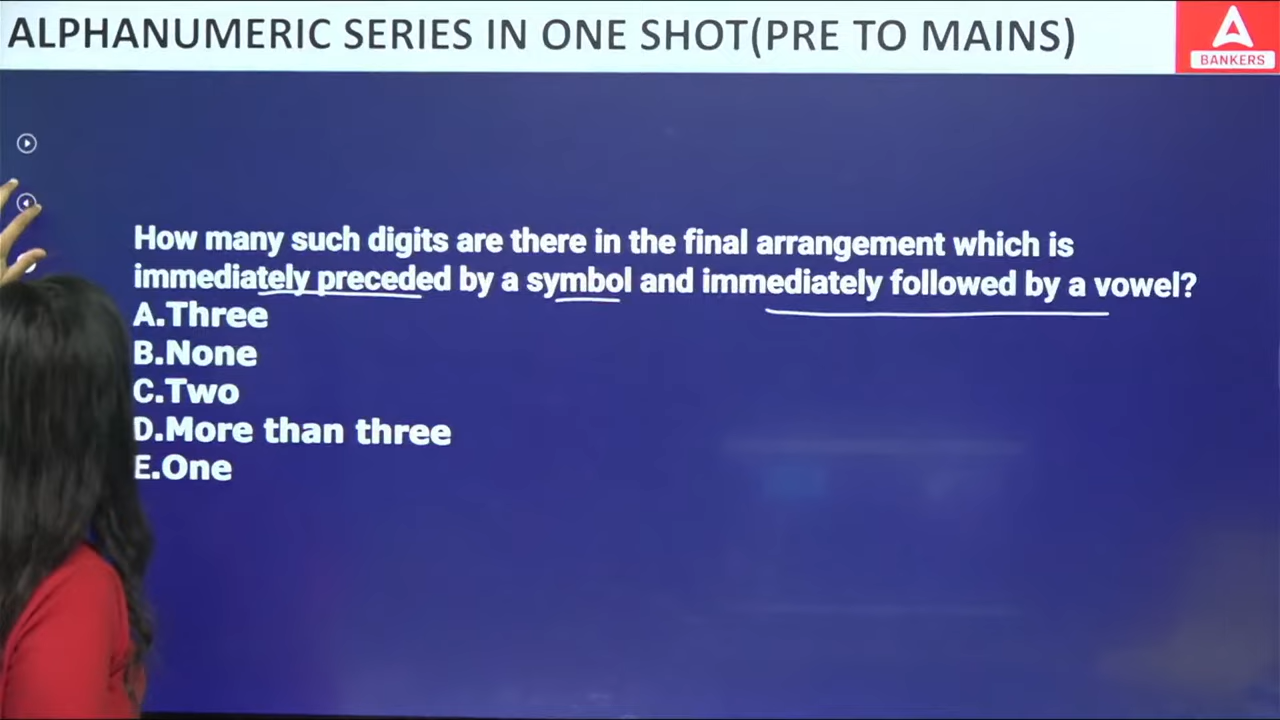 ALPHANUMERIC SERIES IN ONE SHOT(PRE TO MAINS)
A
BANKERS
How many such digits are there in the final arrangement which is
immediately preceded by a symbol and immediately followed by a vowel?
A.Three
B.None
C.Two
D.More than three
E.One